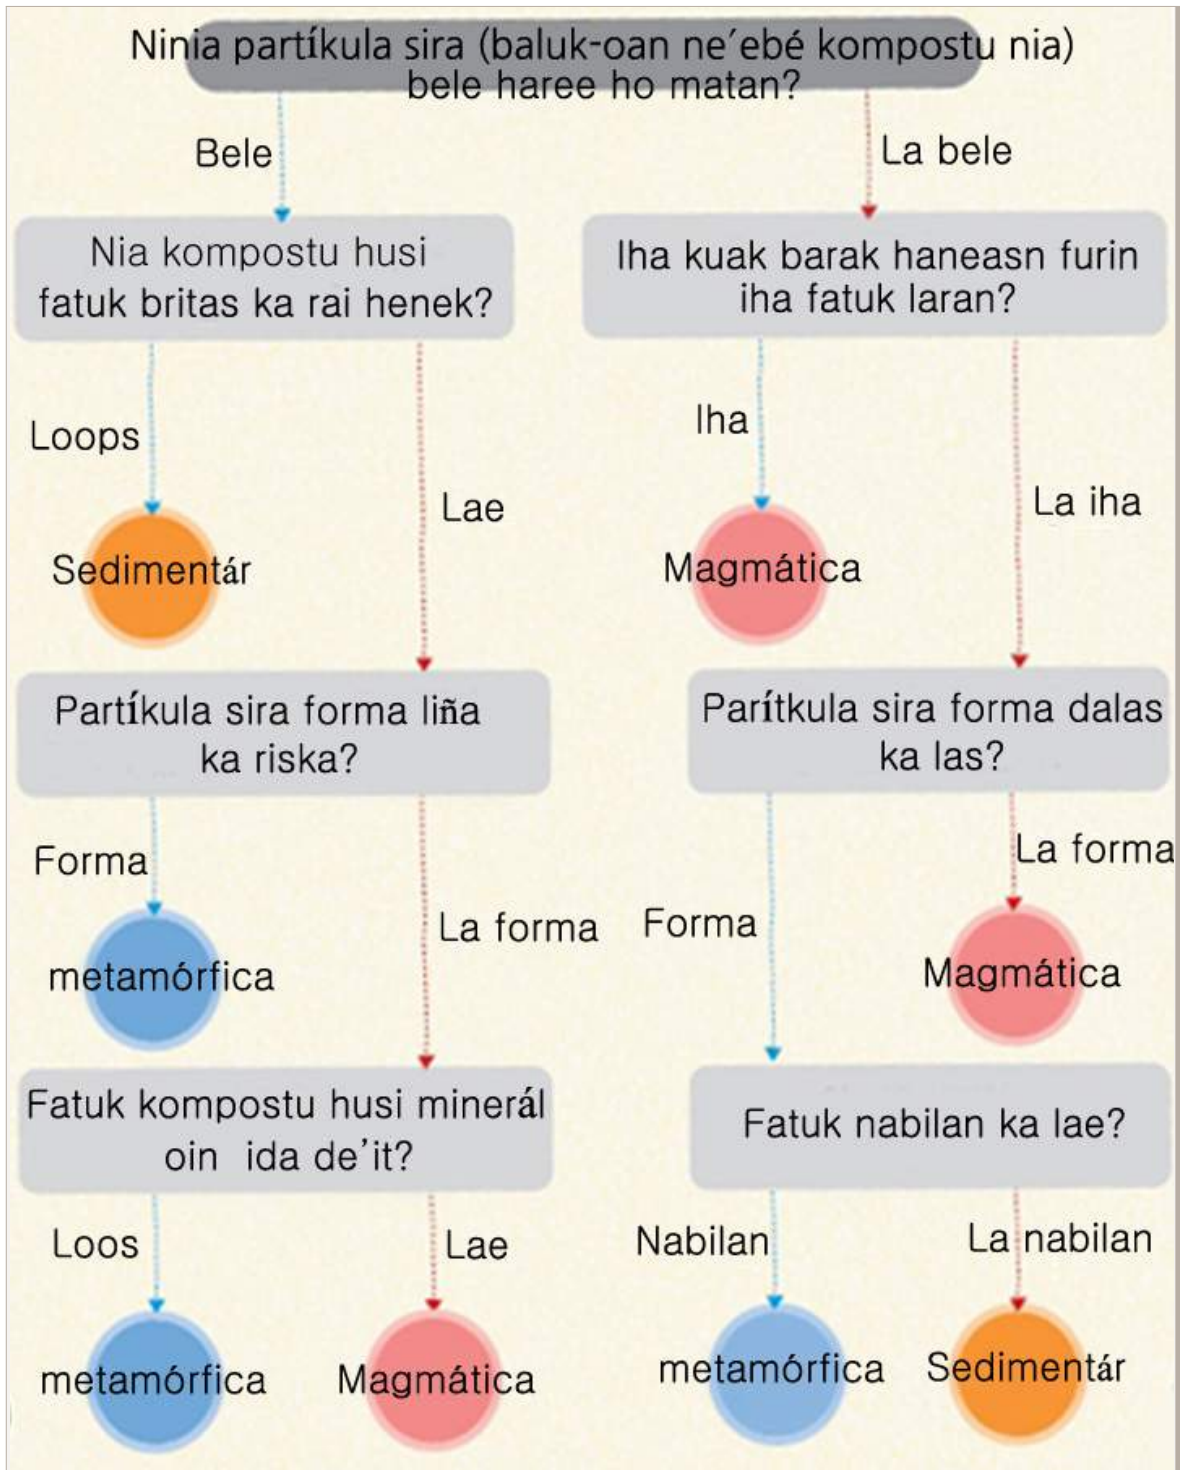 Ninia partíkula sira (baluk-oan ne´ebé kompostu nia)
bele haree ho matan?
Bele
La bele
Nia kompostu husi
fatuk britas ka rai henek?
Iha kuak barak haneasn furin
iha fatuk laran?
Loops
Lae
Iha
La iha
Sedimentár
Magmática
Partíkula sira forma liña
ka riska?
Parítkula sira forma dalas
ka las?
Forma
La forma
Forma
La forma
metamórfica
Magmática
Fatuk kompostu husi minerál
oin ida de’it?
Fatuk nabilan ka lae?
Loos
Lae
Nabilan
La nabilan
metamórfica
Magmática
metamórfica
Sedimentár